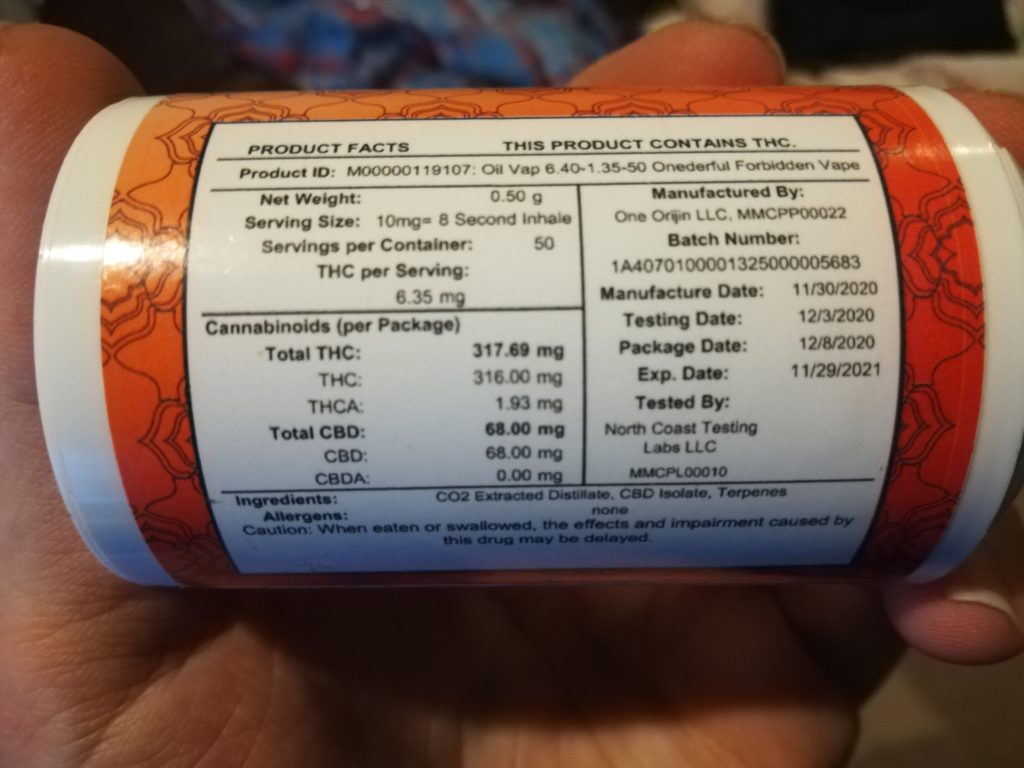 PRODUCT FACTS THIS PRODUCT CONTAINS THC.
Product ID: M00000119107: Oil Vap 6.40-1.35-50 Onederful Forbidden Vape
Net Weight: 0.50 g
Serving Size: 10mg= 8 Second Inhale
Servings per Container: 50
THC per Serving:
6.35 mg
Cannabinoids (per Package)
Total THC: 317.69 mg
THC: 316.00 mg
THCA: 1.93 mg
Total CBD: 68.00 mg
CBD: 68.00 mg
CBDA: 0.00 mg
Manufactured By:
One Orijin LLC, MMCPP00022
Batch Number:
1A4070100001325000005683
Manufacture Date: 11/30/2020
Testing Date: 12/3/2020
Package Date: 12/8/2020
Exp. Date: 11/29/2021
Tested By:
North Coast Testing
Labs LLC
MMCPL00010
Ingredients: CO2 Extracted Distillate, CBD Isolate, Terpenes
Allergens: none
Caution: When eaten or swallowed, the effects and impairment caused by
this drug may be delayed.